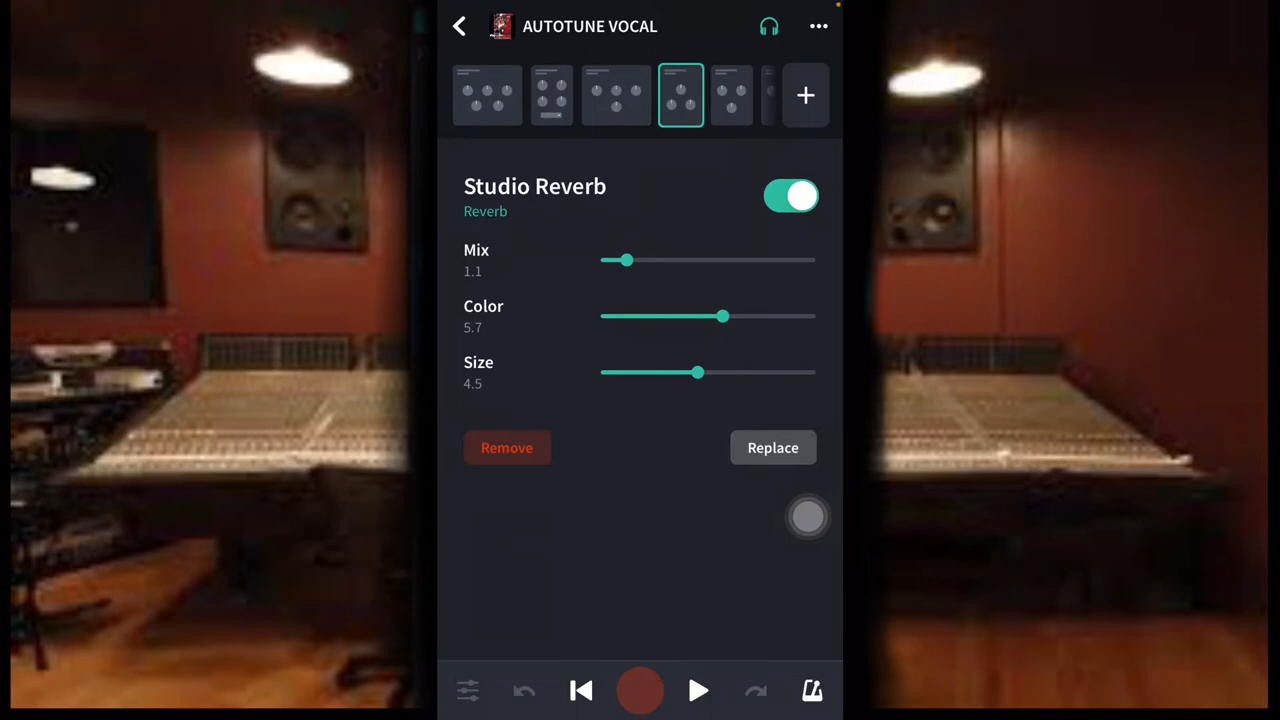 AUTOTUNE VOCAL
Studio Reverb
Reverb
Mix
1.1
Color
5.7
Size
4.5
Remove
Replace